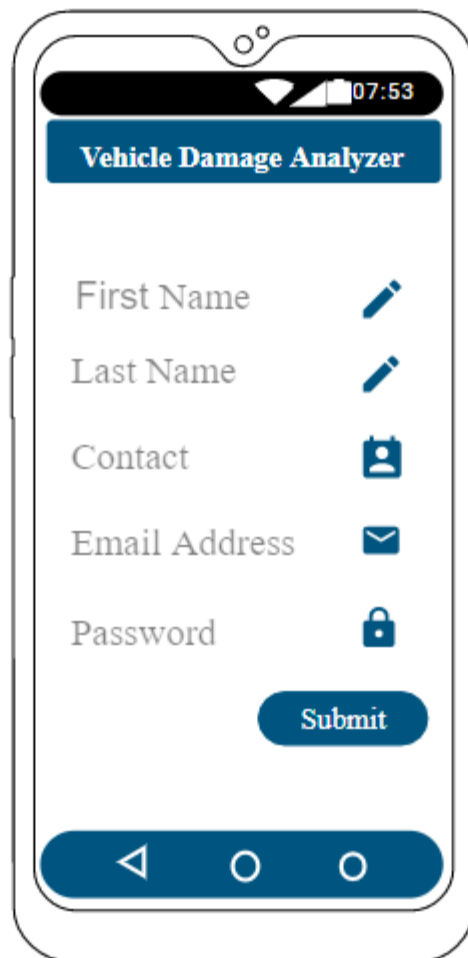 07:53
Vehicle Damage Analyzer
First Name
Last Name
Contact
Email Address
Password
Submit